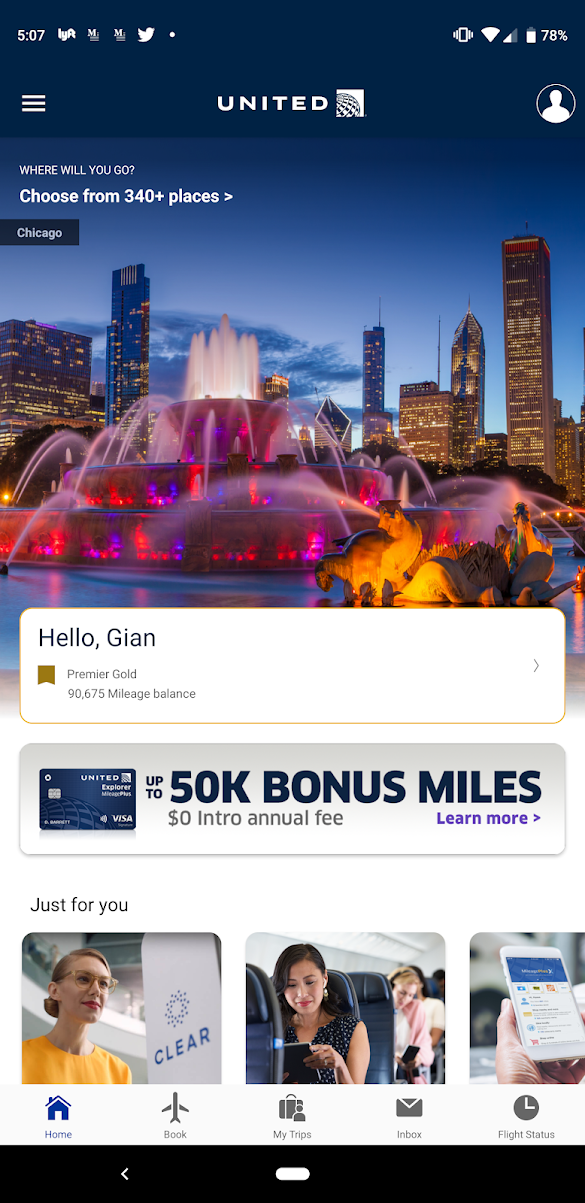 5:07
lyft
78%
UNITED
WHERE WILL YOU GO?
Choose from 340+ places >
Chicago
Hello, Gian
Premier Gold
90,675 Mileage balance
UNITED
Explorer
MileagePlus
VISA
UP TO 50K BONUS MILES
$0 Intro annual fee
Learn more >
Just for you
CLEAR
Home
Book
My Trips
Inbox
Flight Status